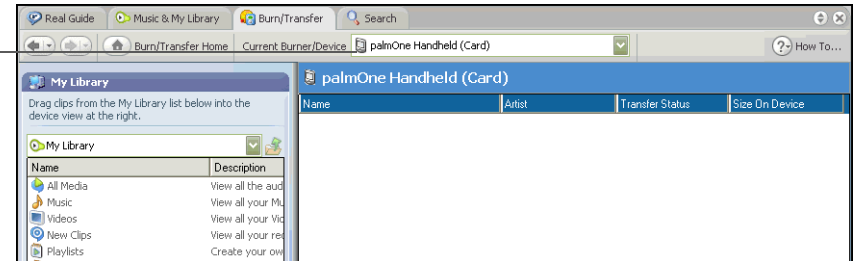 Real Guide Music & My Library Burn/Transfer Search
Burn/Transfer Home Current Burner/Device palmOne Handheld (Card) How To...
My Library
palmOne Handheld (Card)
Drag clips from the My Library list below into the
device view at the right.
Name Artist Transfer Status Size On Device
My Library
Name Description
All Media View all the aud
Music View all your Mu
Videos View all your Vid
New Clips View all your rec
Playlists Create your ow